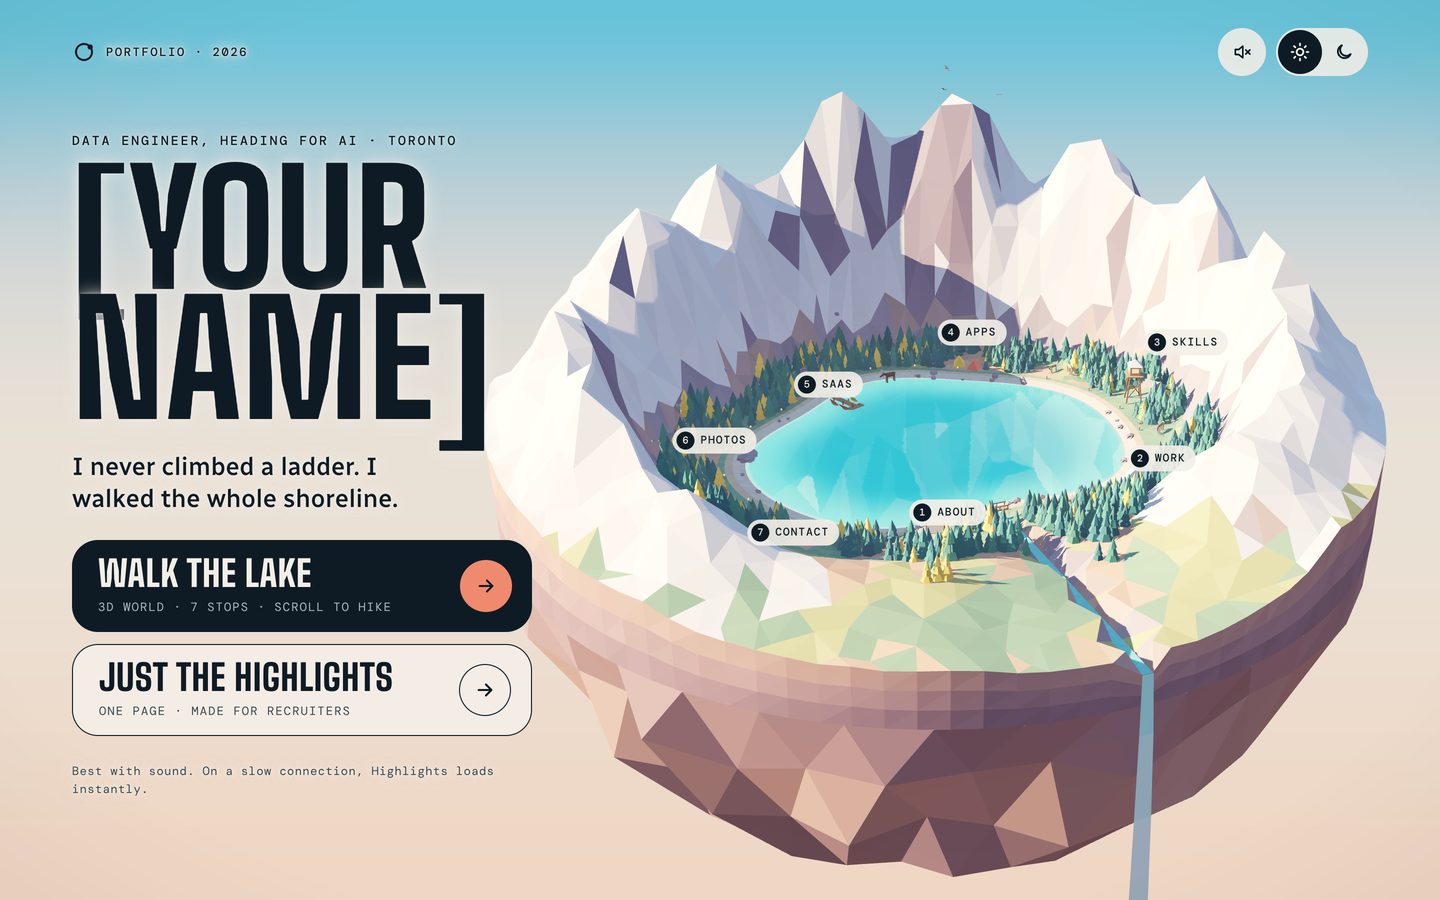 PORTFOLIO · 2026
DATA ENGINEER, HEADING FOR AI · TORONTO
[YOUR
NAME]
I never climbed a ladder. I
walked the whole shoreline.
WALK THE LAKE
3D WORLD · 7 STOPS · SCROLL TO HIKE
JUST THE HIGHLIGHTS
ONE PAGE · MADE FOR RECRUITERS
Best with sound. On a slow connection, Highlights loads
instantly.
4 APPS
3 SKILLS
5 SAAS
6 PHOTOS
2 WORK
1 ABOUT
7 CONTACT